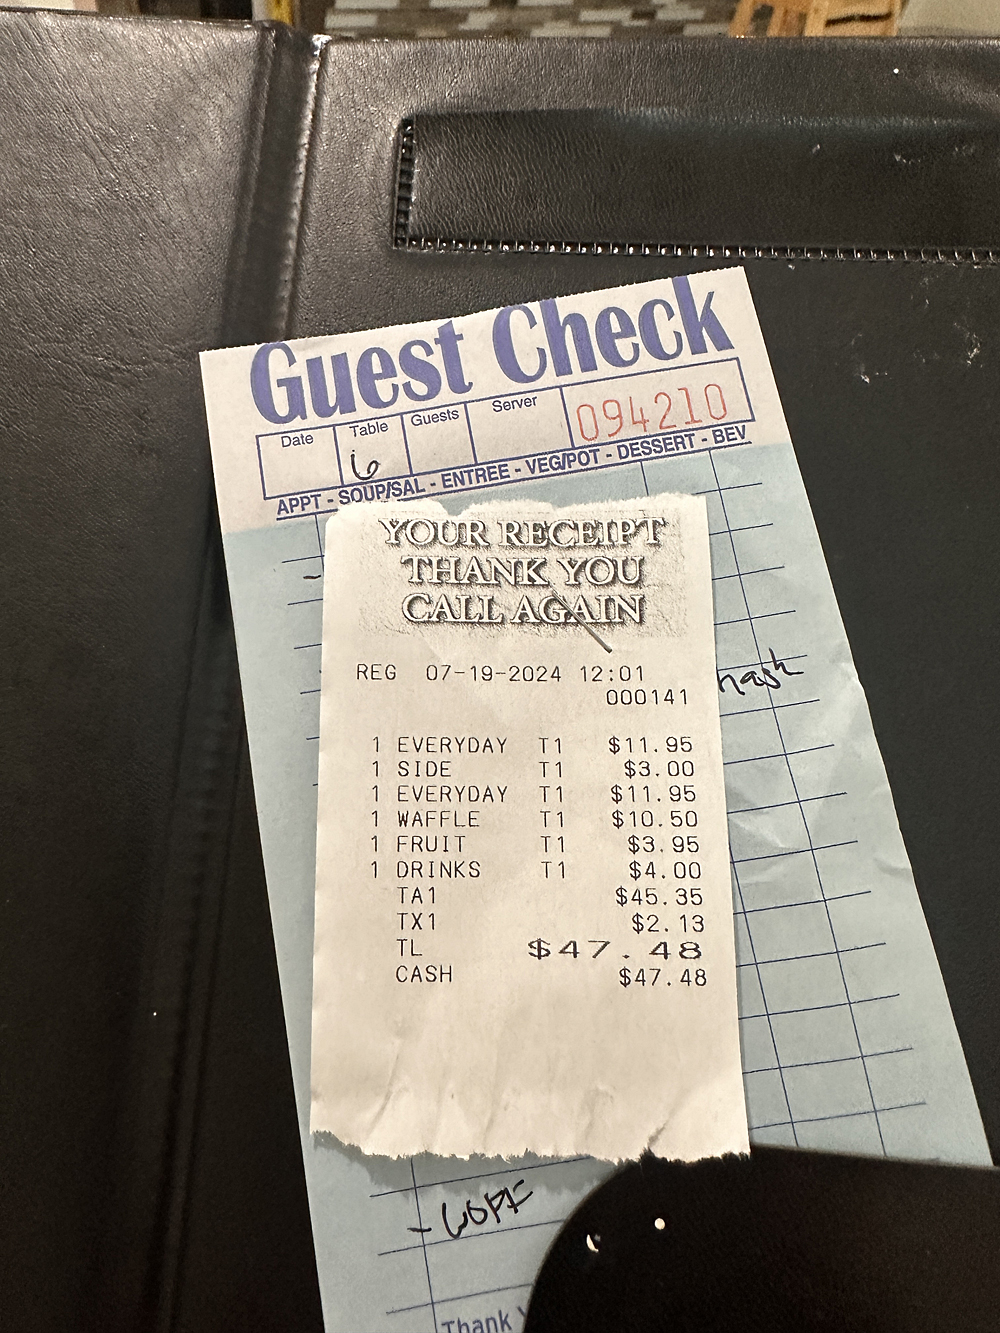 Guest Check
Date Table Guests Server 094210
6
APPT - SOUP/SAL - ENTREE - VEG/POT - DESSERT - BEV
YOUR RECEIPT
THANK YOU
CALL AGAIN
REG 07-19-2024 12:01
000141
hash
1 EVERYDAY T1 $11.95
1 SIDE T1 $3.00
1 EVERYDAY T1 $11.95
1 WAFFLE T1 $10.50
1 FRUIT T1 $3.95
1 DRINKS T1 $4.00
TA1 $45.35
TX1 $2.13
TL $47.48
CASH $47.48
Thank